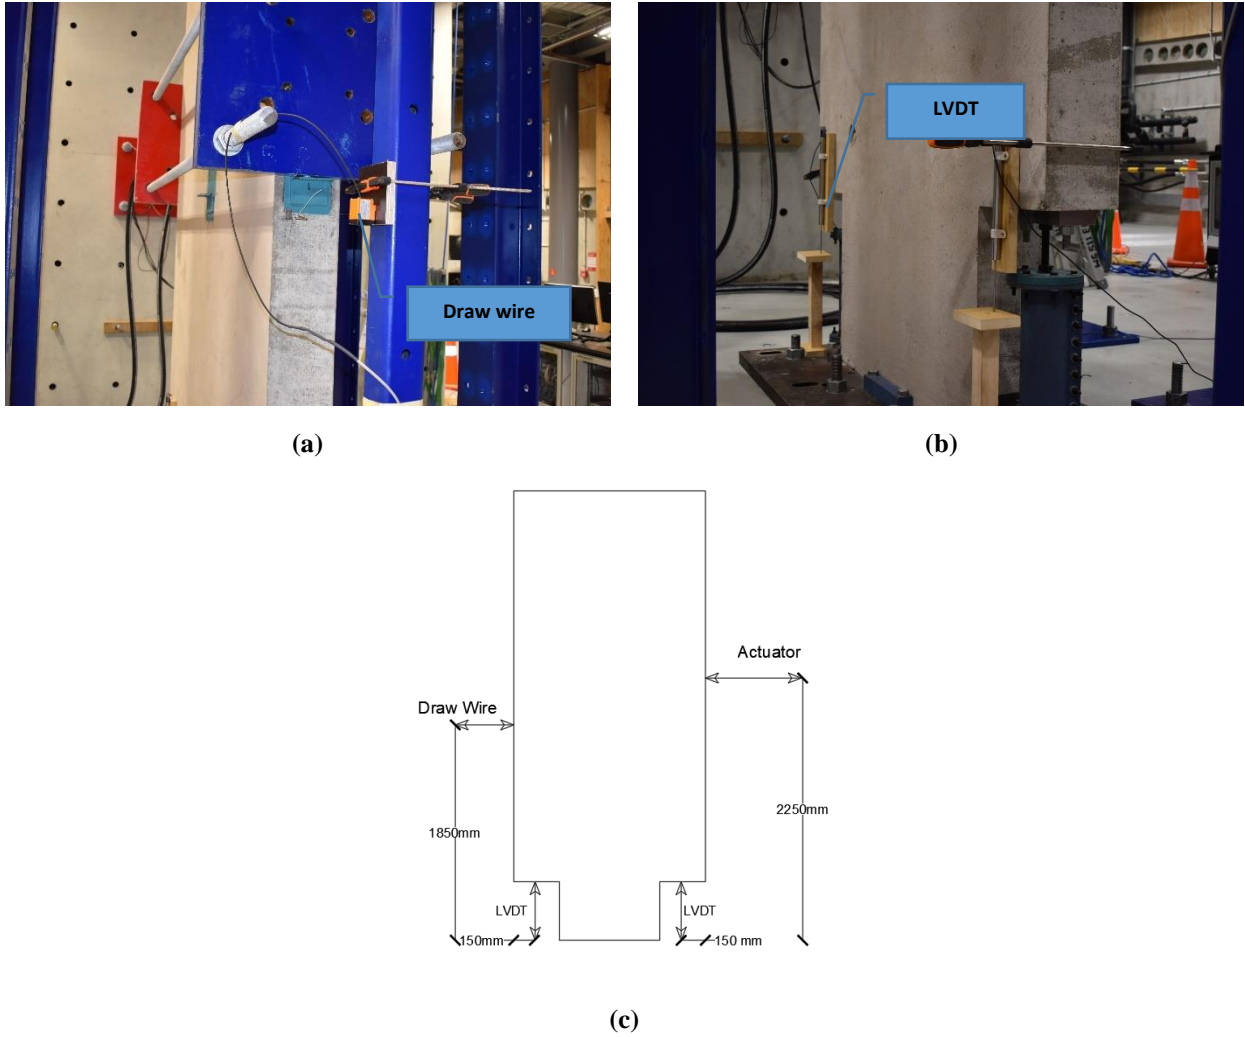 Draw wire
LVDT
(a)
(b)
Actuator
Draw Wire
2250mm
1850mm
LVDT
LVDT
150mm
150 mm
(c)